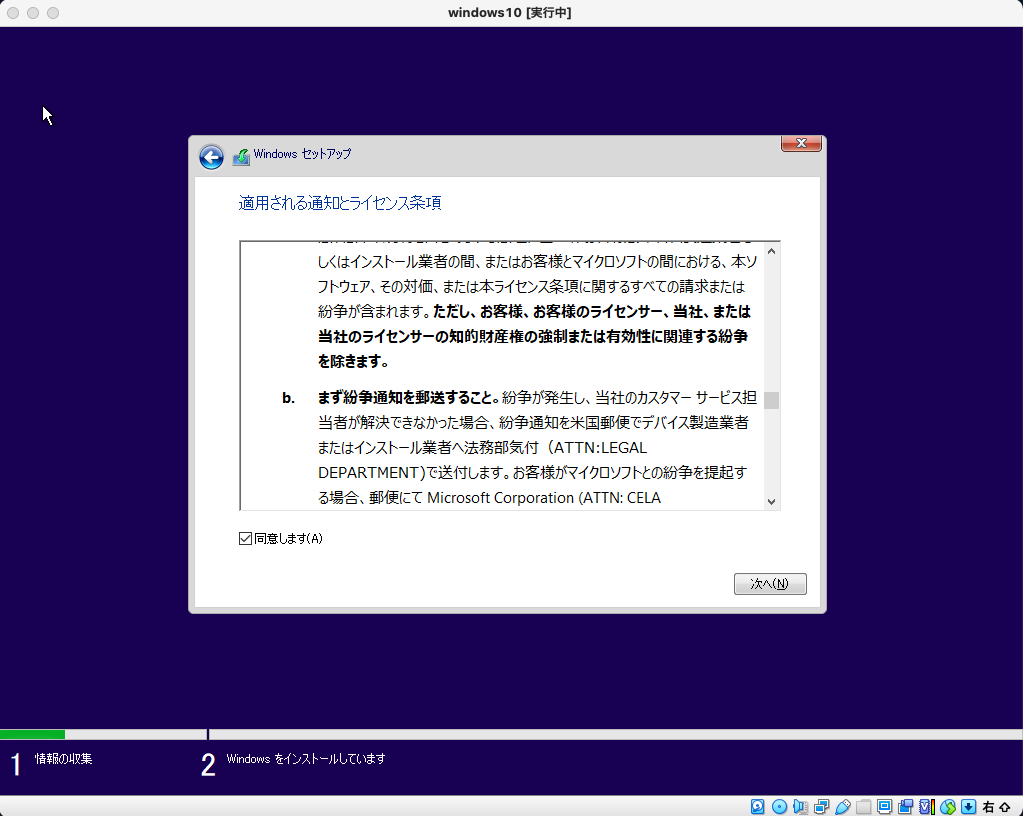 windows10 [実行中]
Windows セットアップ
適用される通知とライセンス条項
しくはインストール業者の間、またはお客様とマイクロソフトの間における、本ソ
フトウェア、その対価、または本ライセンス条項に関するすべての請求または
紛争が含まれます。ただし、お客様、お客様のライセンサー、当社、または
当社のライセンサーの知的財産権の強制または有効性に関連する紛争
を除きます。
b. まず紛争通知を郵送すること。紛争が発生し、当社のカスタマー サービス担
当者が解決できなかった場合、紛争通知を米国郵便でデバイス製造業者
またはインストール業者へ法務部気付（ATTN:LEGAL
DEPARTMENT)で送付します。お客様がマイクロソフトとの紛争を提起す
る場合、郵便にて Microsoft Corporation (ATTN: CELA
同意します(A)
次へ(N)
1 情報の収集
2 Windows をインストールしています
右